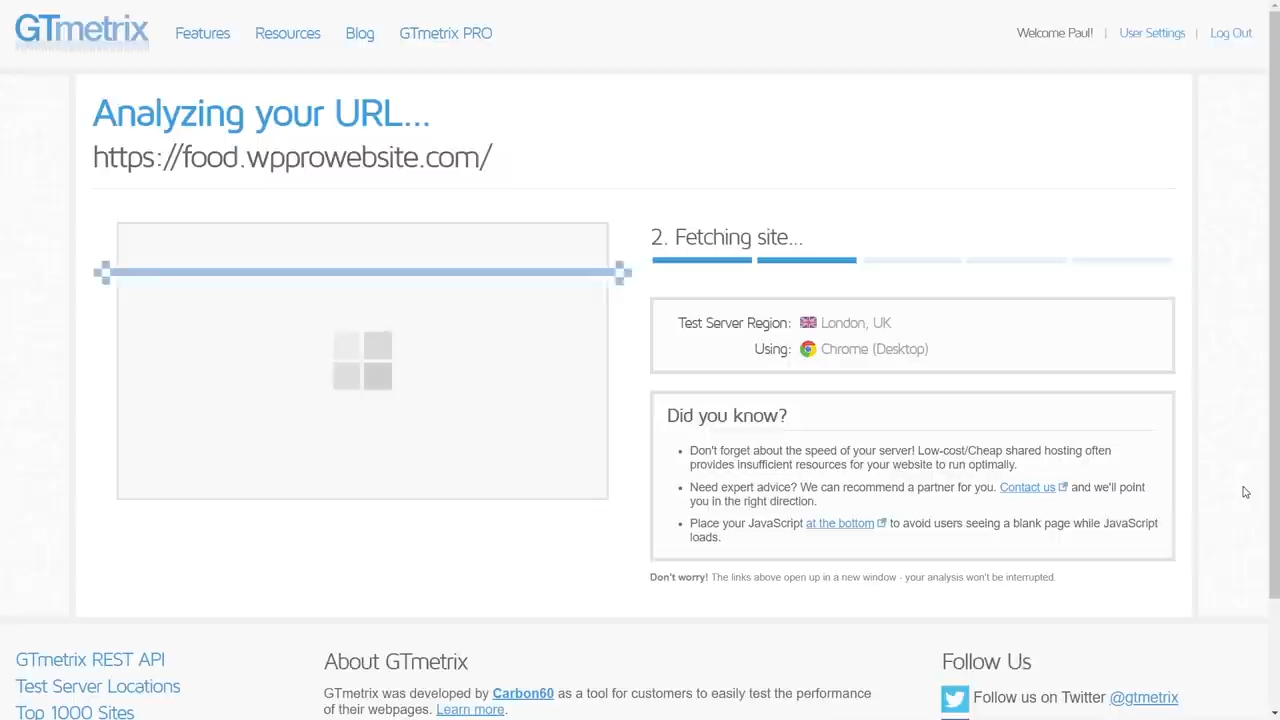 GTmetrix
Features
Resources
Blog
GTmetrix PRO
Welcome Paul!
|
User Settings
|
Log Out
Analyzing your URL...
https://food.wpprowebsite.com/
2. Fetching site...
Test Server Region:
London, UK
Using:
Chrome (Desktop)
Did you know?
• Don't forget about the speed of your server! Low-cost/Cheap shared hosting often
provides insufficient resources for your website to run optimally.
• Need expert advice? We can recommend a partner for you. Contact us and we'll point
you in the right direction.
• Place your JavaScript at the bottom to avoid users seeing a blank page while JavaScript
loads.
Don't worry! The links above open up in a new window - your analysis won't be interrupted.
GTmetrix REST API
Test Server Locations
Top 1000 Sites
About GTmetrix
GTmetrix was developed by Carbon60 as a tool for customers to easily test the performance
of their webpages. Learn more.
Follow Us
Follow us on Twitter @gtmetrix